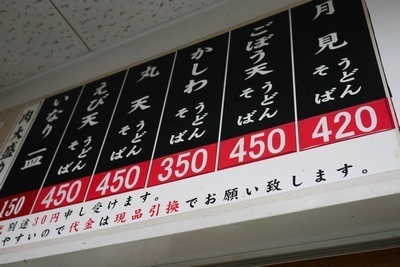 月見 うどん そば 420
ごぼう天 うどん そば 450
かしわ うどん そば 350
丸天 うどん そば 450
えび天 うどん そば 450
いなり 一皿 150
肉大盛り
別途30円申し受けます。
やすいので代金は現品引換でお願い致します。